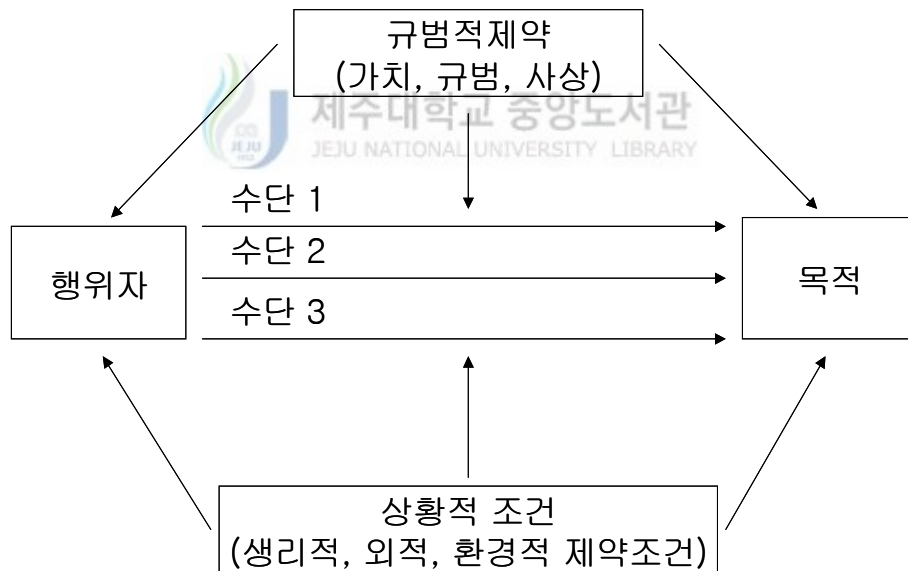 규범적제약
(가치, 규범, 사상)
제주대학교 중앙도서관
JEJU NATIONAL UNIVERSITY LIBRARY
JEJU
1952
수단 1
수단 2
수단 3
행위자
목적
상황적 조건
(생리적, 외적, 환경적 제약조건)